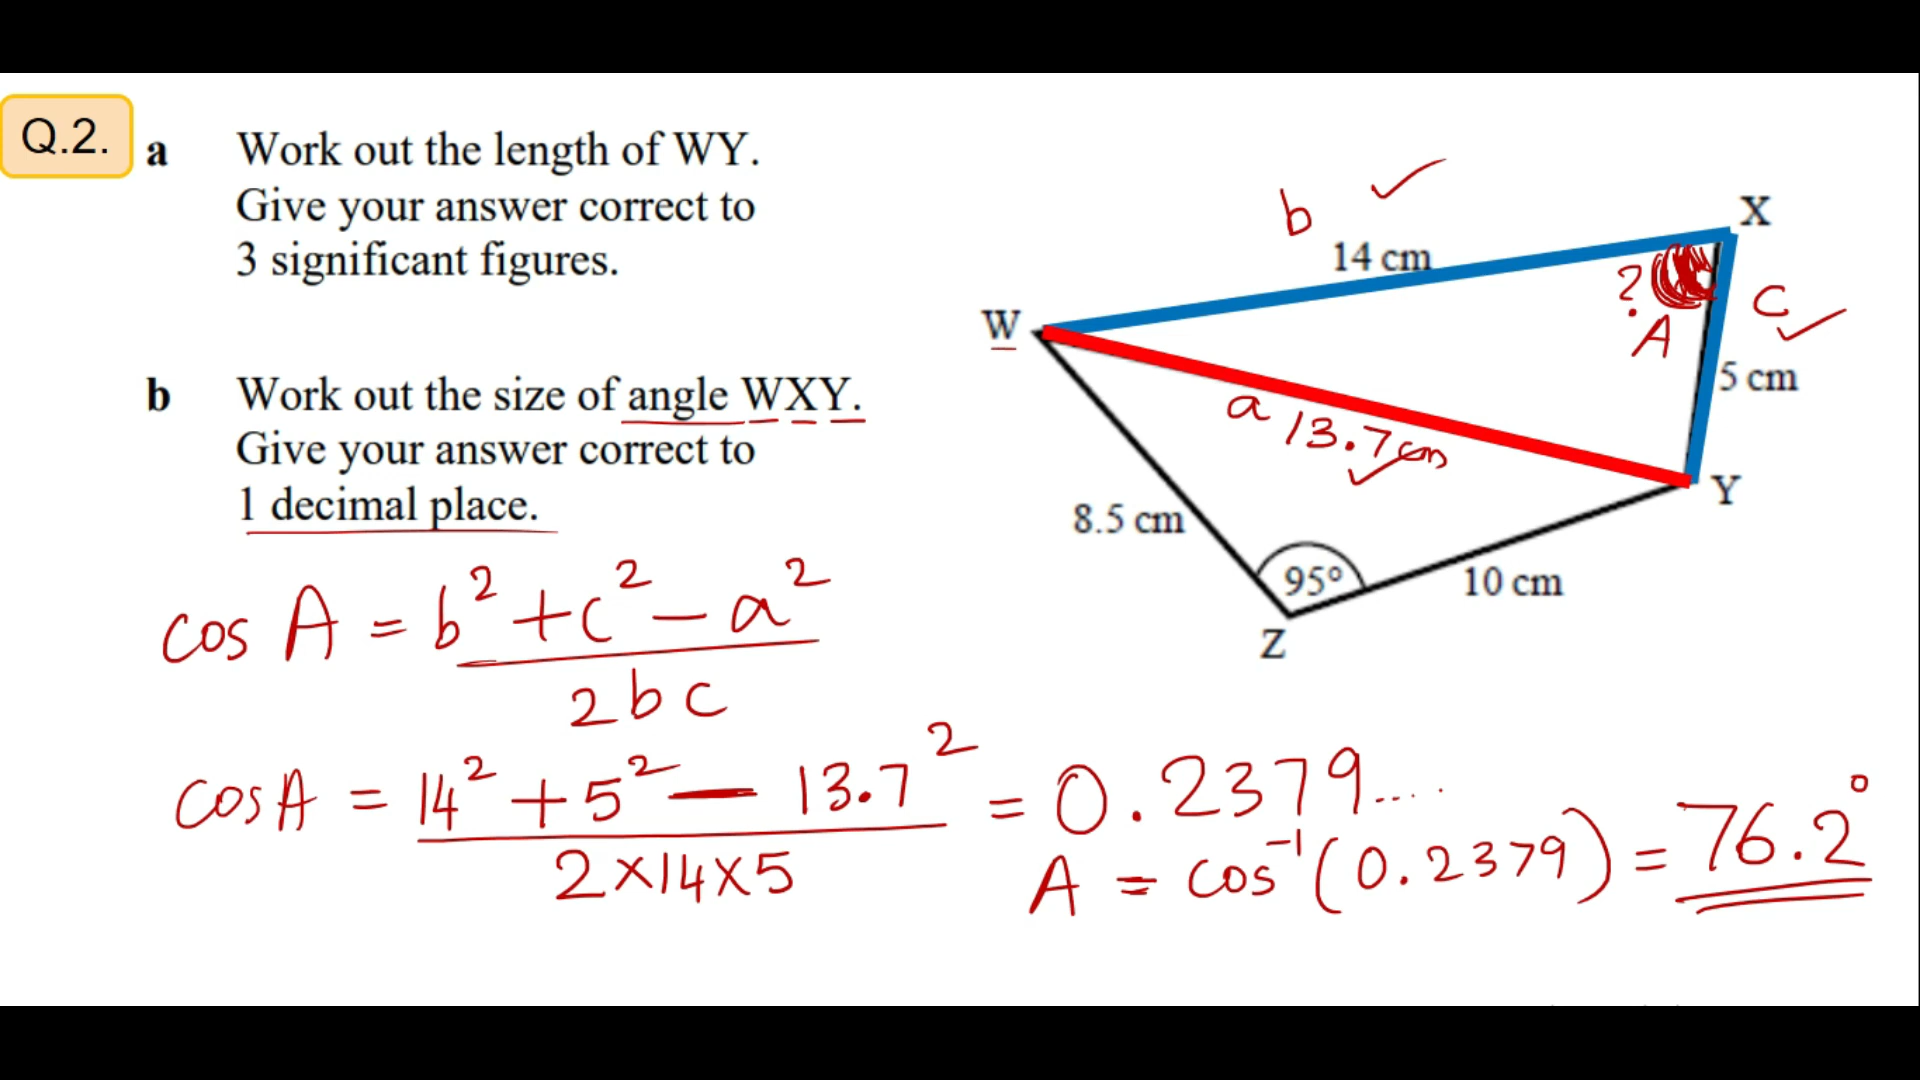 Q.2.
a Work out the length of WY.
Give your answer correct to
3 significant figures.
b Work out the size of angle WXY.
Give your answer correct to
1 decimal place.
b
X
14 cm
?
A
c
W
5 cm
a 13.7cm
Y
8.5 cm
95°
10 cm
Z
cos A = b² + c² − a²
2bc
cosA = 14² + 5² − 13.7² = 0.2379....
2×14×5
A = cos⁻¹(0.2379) = 76.2°